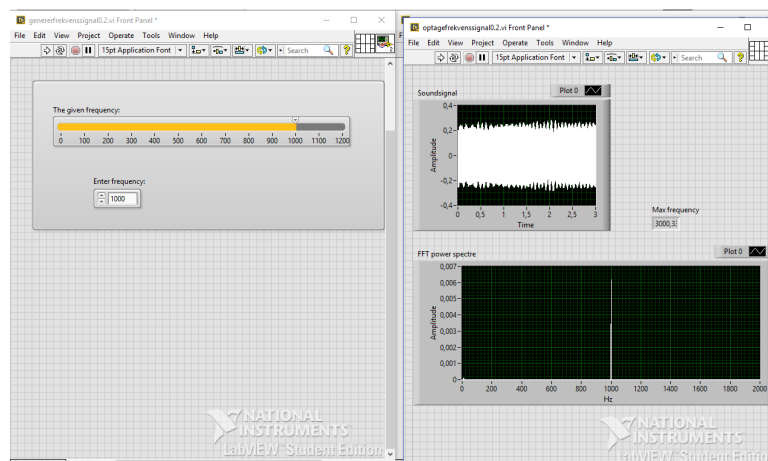 genererfrekvenssignal0.2.vi Front Panel *
File Edit View Project Operate Tools Window Help
15pt Application Font
Search
?
The given frequency:
0 100 200 300 400 500 600 700 800 900 1000 1200
Enter frequency:
1000
NATIONAL
INSTRUMENTS
LabVIEW Student Edition
optagefrekvenssignal0.2.vi Front Panel *
File Edit View Project Operate Tools Window Help
15pt Application Font
Search
?
Soundsignal
Plot 0
0,4
0,2
0
-0,2
-0,4
Amplitude
0 0,5 1 1,5 2 2,5 3
Time
Max frequency
3000,3
FFT power spectre
Plot 0
0,007
0,006
0,005
0,004
0,003
0,002
0,001
0
Amplitude
0 200 400 600 800 1000 1200 1400 1600 1800 2000
Hz
NATIONAL
INSTRUMENTS
LabVIEW Student Edition